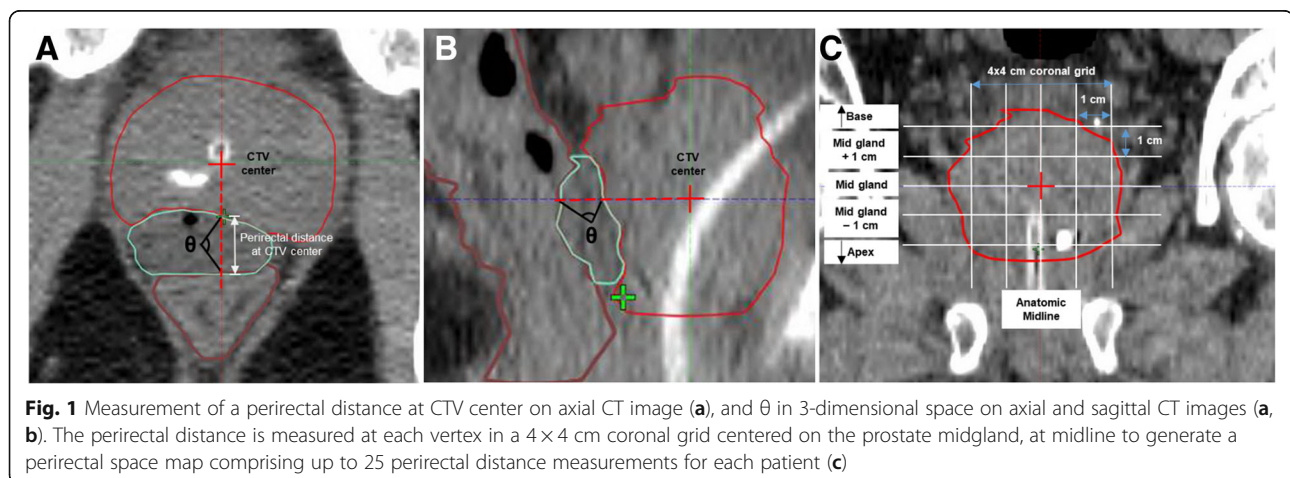 A
CTV
center
θ
Perirectal distance
at CTV center
B
CTV
center
θ
C
4x4 cm coronal grid
1 cm
1 cm
Base
Mid gland
+ 1 cm
Mid gland
Mid gland
– 1 cm
Apex
Anatomic
Midline
Fig. 1 Measurement of a perirectal distance at CTV center on axial CT image (a), and θ in 3-dimensional space on axial and sagittal CT images (a,
b). The perirectal distance is measured at each vertex in a 4 × 4 cm coronal grid centered on the prostate midgland, at midline to generate a
perirectal space map comprising up to 25 perirectal distance measurements for each patient (c)